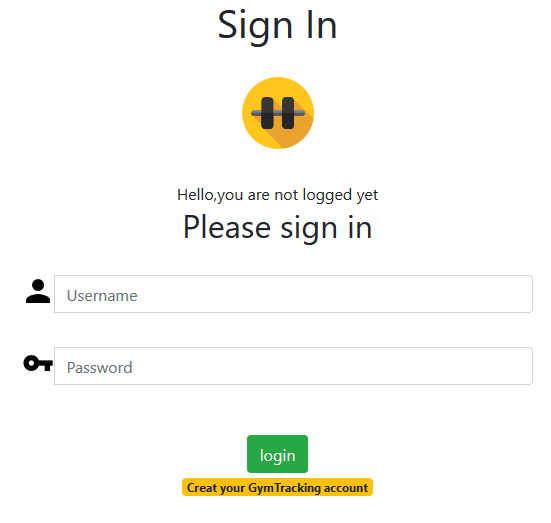 Sign In
Hello,you are not logged yet
Please sign in
Username
Password
login
Creat your GymTracking account